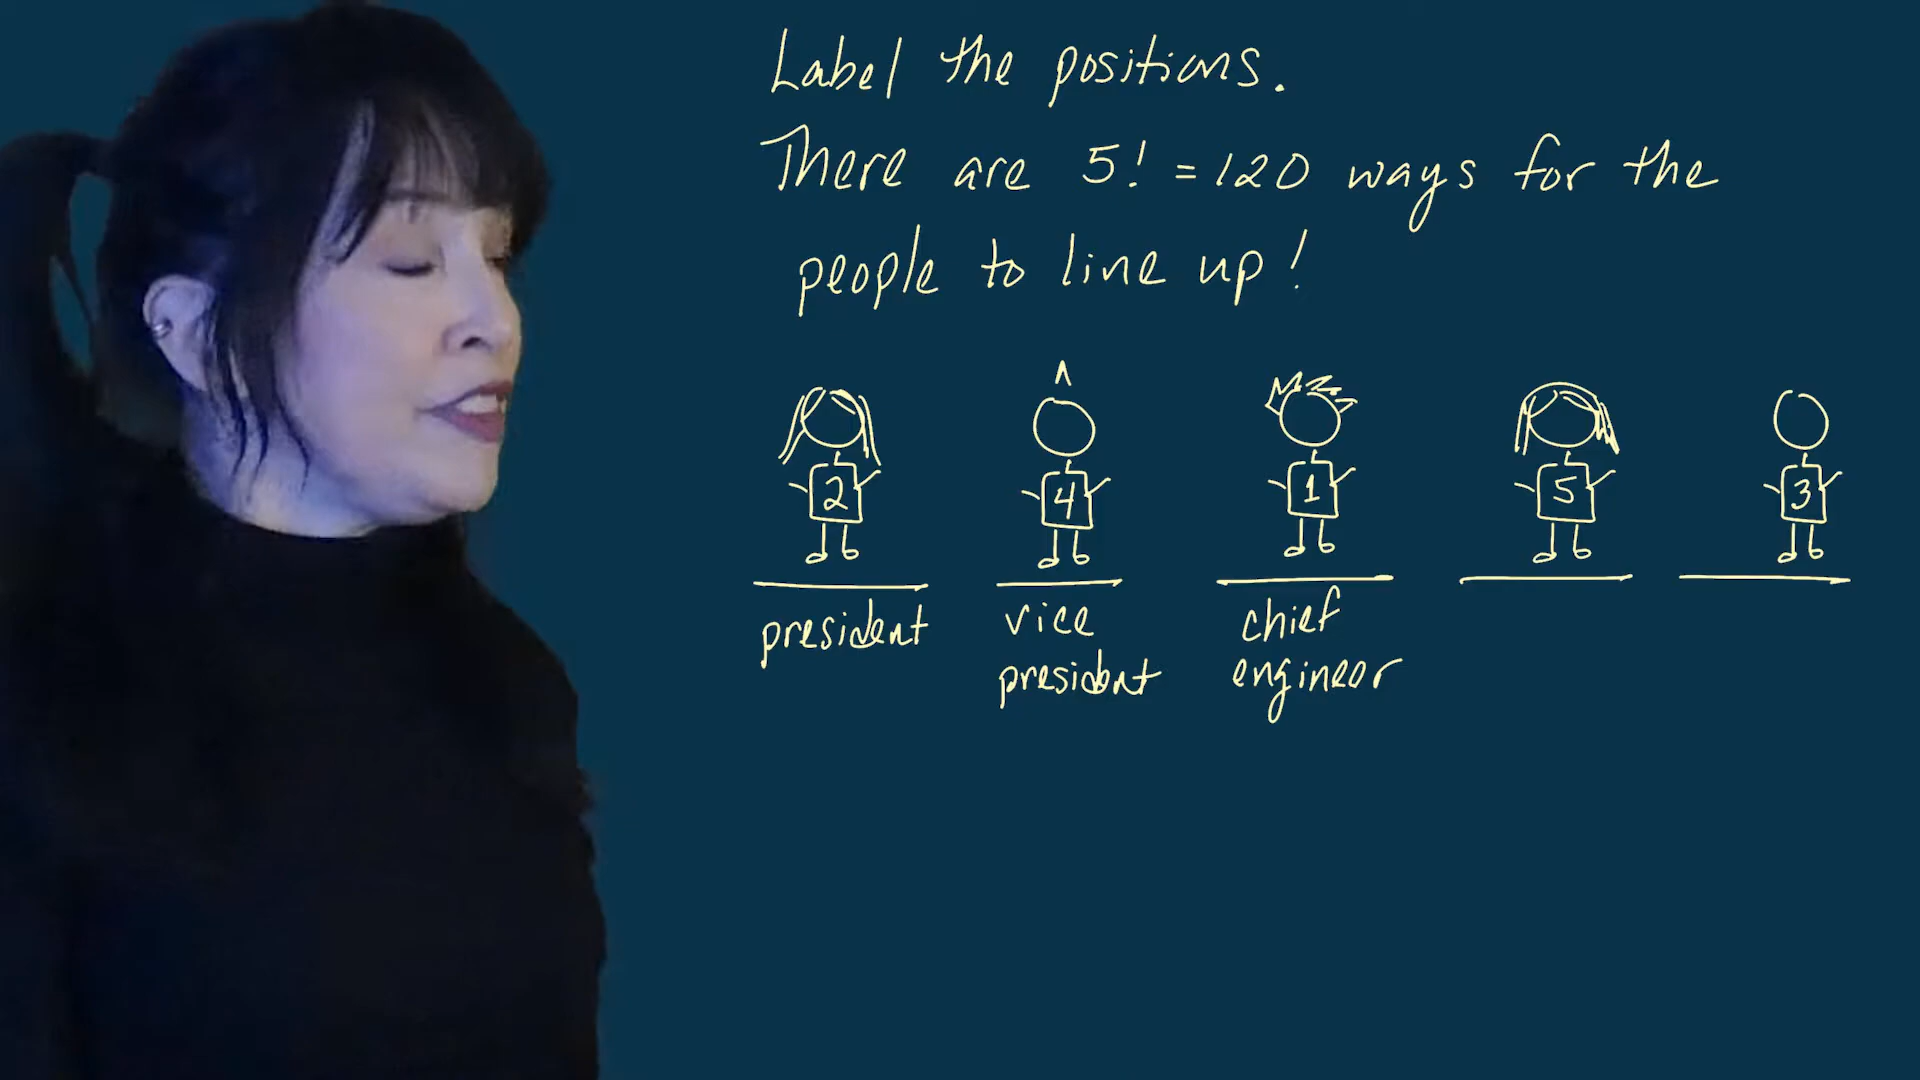 Label the positions.
There are 5! = 120 ways for the
people to line up!
2 4 1 5 3
president vice president chief engineer